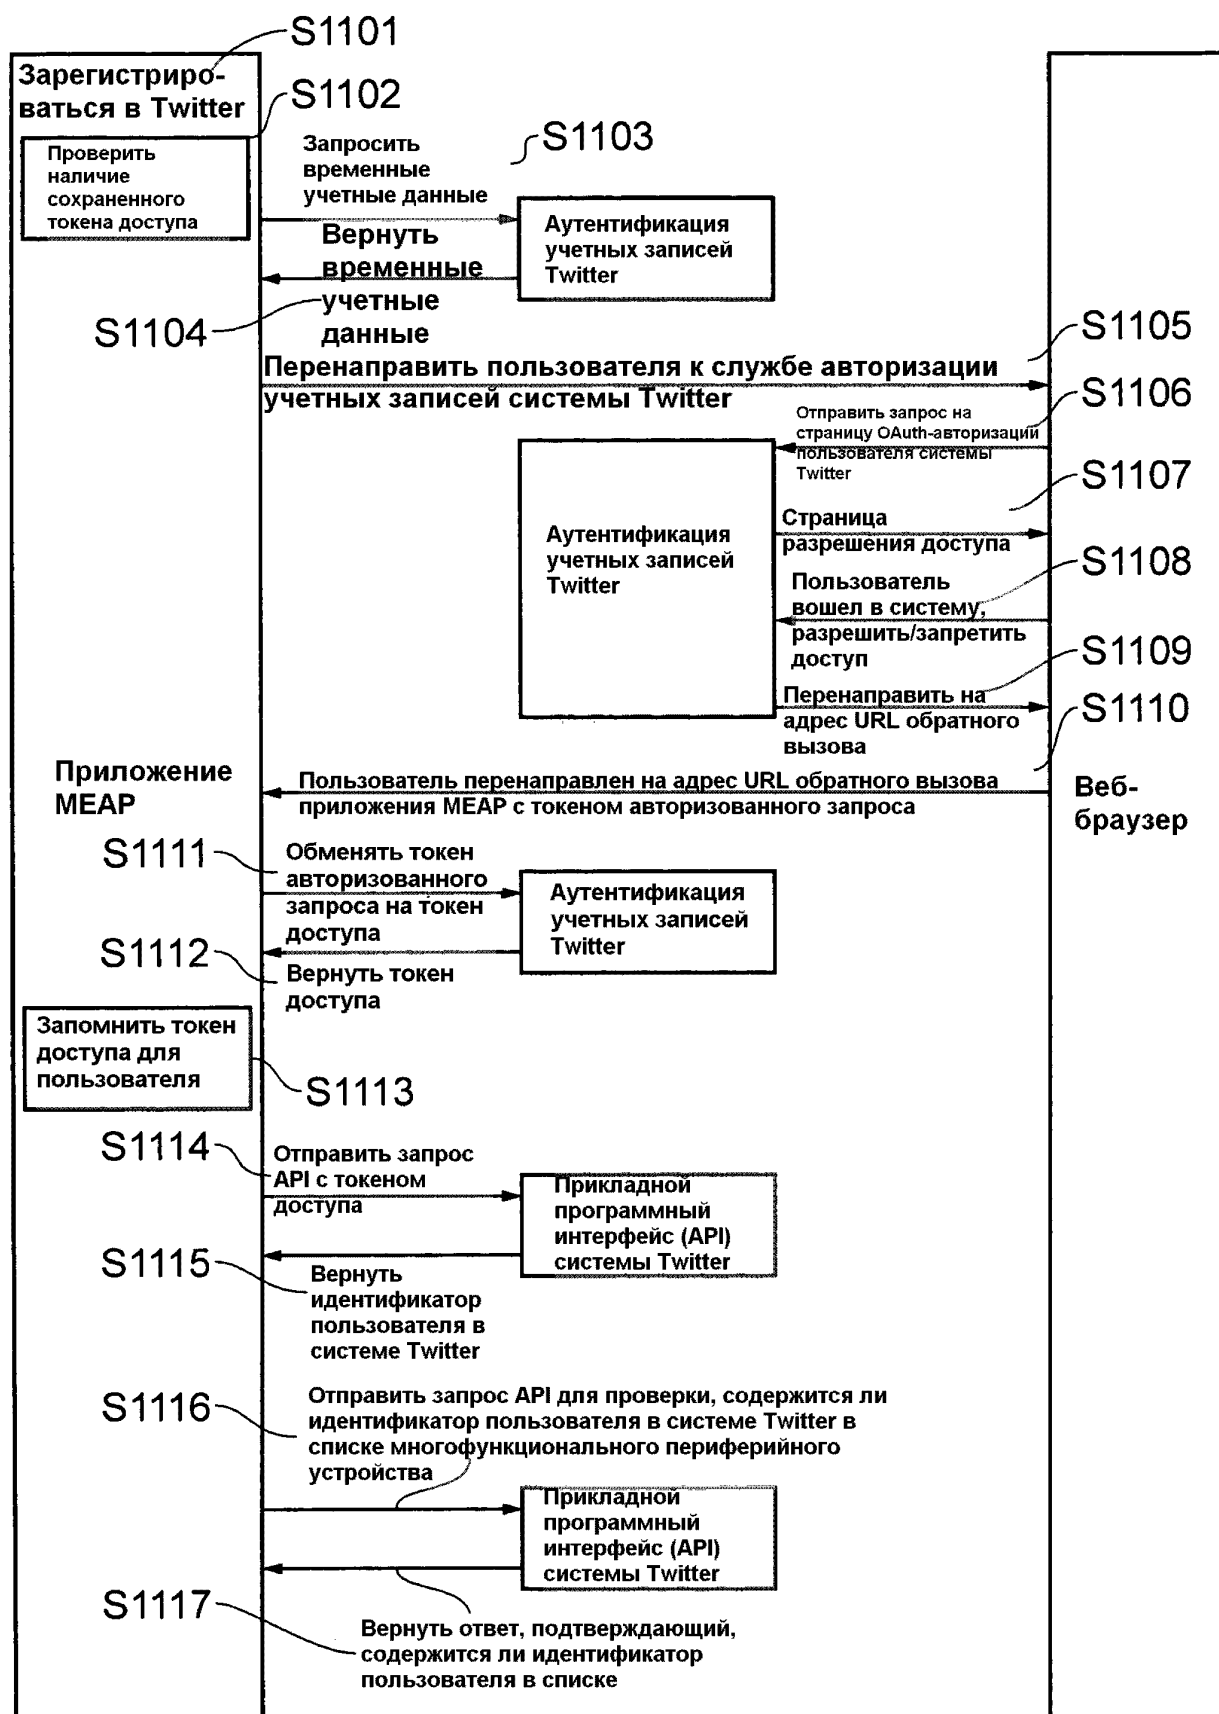 S1101
Зарегистриро-
ваться в Twitter
S1102
Проверить
наличие
сохраненного
токена доступа
Запросить
временные
учетные данные
S1103
Аутентификация
учетных записей
Twitter
Вернуть
временные
учетные
данные
S1104
S1105
Перенаправить пользователя к службе авторизации
учетных записей системы Twitter
S1106
Отправить запрос на
страницу OAuth-авторизации
пользователя системы
Twitter
S1107
Аутентификация
учетных записей
Twitter
Страница
разрешения доступа
S1108
Пользователь
вошел в систему,
разрешить/запретить
доступ
S1109
Перенаправить на
адрес URL обратного
вызова
S1110
Приложение
MEAP
Пользователь перенаправлен на адрес URL обратного вызова
приложения MEAP с токеном авторизованного запроса
Веб-
браузер
S1111
Обменять токен
авторизованного
запроса на токен
доступа
Аутентификация
учетных записей
Twitter
S1112
Вернуть токен
доступа
Запомнить токен
доступа для
пользователя
S1113
S1114
Отправить запрос
API с токеном
доступа
Прикладной
программный
интерфейс (API)
системы Twitter
S1115
Вернуть
идентификатор
пользователя в
системе Twitter
S1116
Отправить запрос API для проверки, содержится ли
идентификатор пользователя в системе Twitter в
списке многофункционального периферийного
устройства
Прикладной
программный
интерфейс (API)
системы Twitter
S1117
Вернуть ответ, подтверждающий,
содержится ли идентификатор
пользователя в списке